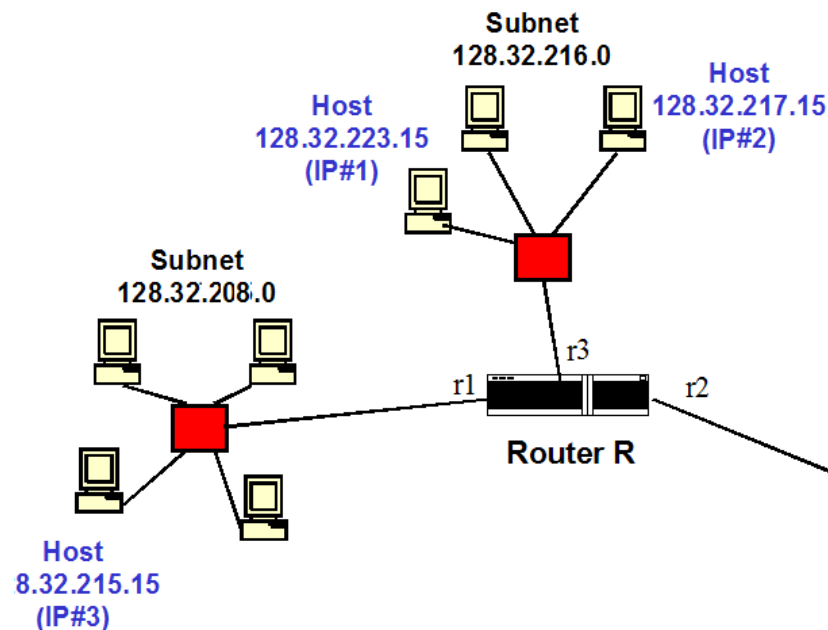 Subnet
128.32.216.0
Host
128.32.217.15
(IP#2)
Host
128.32.223.15
(IP#1)
Subnet
128.32.208.0
r3
r1
r2
Router R
Host
8.32.215.15
(IP#3)